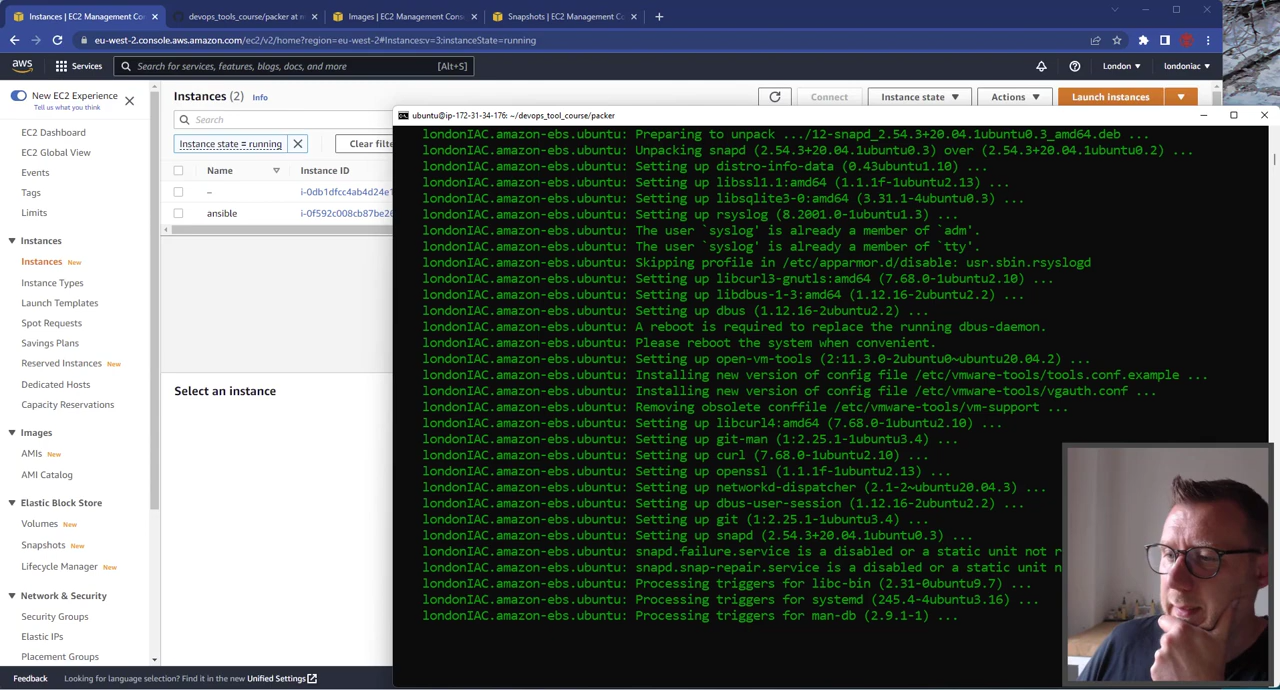 Instances | EC2 Management Con
devops_tools_course/packer at m
Images | EC2 Management Cons
Snapshots | EC2 Management Co
eu-west-2.console.aws.amazon.com/ec2/v2/home?region=eu-west-2#Instances:v=3;instanceState=running
aws
Services
Search for services, features, blogs, docs, and more
[Alt+S]
London
londoniac
New EC2 Experience
Tell us what you think
EC2 Dashboard
EC2 Global View
Events
Tags
Limits
Instances
Instances New
Instance Types
Launch Templates
Spot Requests
Savings Plans
Reserved Instances New
Dedicated Hosts
Capacity Reservations
Images
AMIs New
AMI Catalog
Elastic Block Store
Volumes New
Snapshots New
Lifecycle Manager New
Network & Security
Security Groups
Elastic IPs
Placement Groups
Instances (2) Info
Connect
Instance state
Actions
Launch instances
Search
Instance state = running
Clear filte
Name
Instance ID
–
i-0db1dfcc4ab4d24e1
ansible
i-0f592c008cb87be28
Select an instance
ubuntu@ip-172-31-34-176: ~/devops_tool_course/packer
londonIAC.amazon-ebs.ubuntu: Preparing to unpack .../12-snapd_2.54.3+20.04.1ubuntu0.3_amd64.deb ...
londonIAC.amazon-ebs.ubuntu: Unpacking snapd (2.54.3+20.04.1ubuntu0.3) over (2.54.3+20.04.1ubuntu0.2) ...
londonIAC.amazon-ebs.ubuntu: Setting up distro-info-data (0.43ubuntu1.10) ...
londonIAC.amazon-ebs.ubuntu: Setting up libssl1.1:amd64 (1.1.1f-1ubuntu2.13) ...
londonIAC.amazon-ebs.ubuntu: Setting up libsqlite3-0:amd64 (3.31.1-4ubuntu0.3) ...
londonIAC.amazon-ebs.ubuntu: Setting up rsyslog (8.2001.0-1ubuntu1.3) ...
londonIAC.amazon-ebs.ubuntu: The user `syslog' is already a member of `adm'.
londonIAC.amazon-ebs.ubuntu: The user `syslog' is already a member of `tty'.
londonIAC.amazon-ebs.ubuntu: Skipping profile in /etc/apparmor.d/disable: usr.sbin.rsyslogd
londonIAC.amazon-ebs.ubuntu: Setting up libcurl3-gnutls:amd64 (7.68.0-1ubuntu2.10) ...
londonIAC.amazon-ebs.ubuntu: Setting up libdbus-1-3:amd64 (1.12.16-2ubuntu2.2) ...
londonIAC.amazon-ebs.ubuntu: Setting up dbus (1.12.16-2ubuntu2.2) ...
londonIAC.amazon-ebs.ubuntu: A reboot is required to replace the running dbus-daemon.
londonIAC.amazon-ebs.ubuntu: Please reboot the system when convenient.
londonIAC.amazon-ebs.ubuntu: Setting up open-vm-tools (2:11.3.0-2ubuntu0~ubuntu20.04.2) ...
londonIAC.amazon-ebs.ubuntu: Installing new version of config file /etc/vmware-tools/tools.conf.example ...
londonIAC.amazon-ebs.ubuntu: Installing new version of config file /etc/vmware-tools/vgauth.conf ...
londonIAC.amazon-ebs.ubuntu: Removing obsolete conffile /etc/vmware-tools/vm-support ...
londonIAC.amazon-ebs.ubuntu: Setting up libcurl4:amd64 (7.68.0-1ubuntu2.10) ...
londonIAC.amazon-ebs.ubuntu: Setting up git-man (1:2.25.1-1ubuntu3.4) ...
londonIAC.amazon-ebs.ubuntu: Setting up curl (7.68.0-1ubuntu2.10) ...
londonIAC.amazon-ebs.ubuntu: Setting up openssl (1.1.1f-1ubuntu2.13) ...
londonIAC.amazon-ebs.ubuntu: Setting up networkd-dispatcher (2.1-2~ubuntu20.04.3) ...
londonIAC.amazon-ebs.ubuntu: Setting up dbus-user-session (1.12.16-2ubuntu2.2) ...
londonIAC.amazon-ebs.ubuntu: Setting up git (1:2.25.1-1ubuntu3.4) ...
londonIAC.amazon-ebs.ubuntu: Setting up snapd (2.54.3+20.04.1ubuntu0.3) ...
londonIAC.amazon-ebs.ubuntu: snapd.failure.service is a disabled or a static unit not r
londonIAC.amazon-ebs.ubuntu: snapd.snap-repair.service is a disabled or a static unit n
londonIAC.amazon-ebs.ubuntu: Processing triggers for libc-bin (2.31-0ubuntu9.7) ...
londonIAC.amazon-ebs.ubuntu: Processing triggers for systemd (245.4-4ubuntu3.16) ...
londonIAC.amazon-ebs.ubuntu: Processing triggers for man-db (2.9.1-1) ...
Feedback
Looking for language selection? Find it in the new Unified Settings